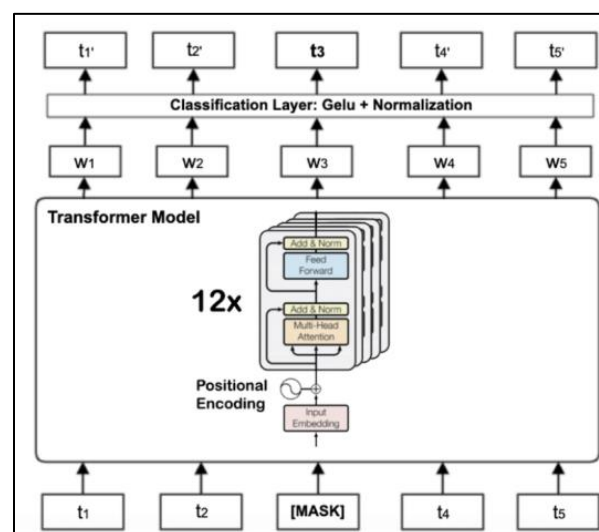 t1' t2' t3 t4' t5'
Classification Layer: Gelu + Normalization
w1 w2 w3 w4 w5
Transformer Model
Add & Norm
Feed
Forward
12x
Add & Norm
Multi-Head
Attention
Positional
Encoding
Input
Embedding
t1 t2 [MASK] t4 t5